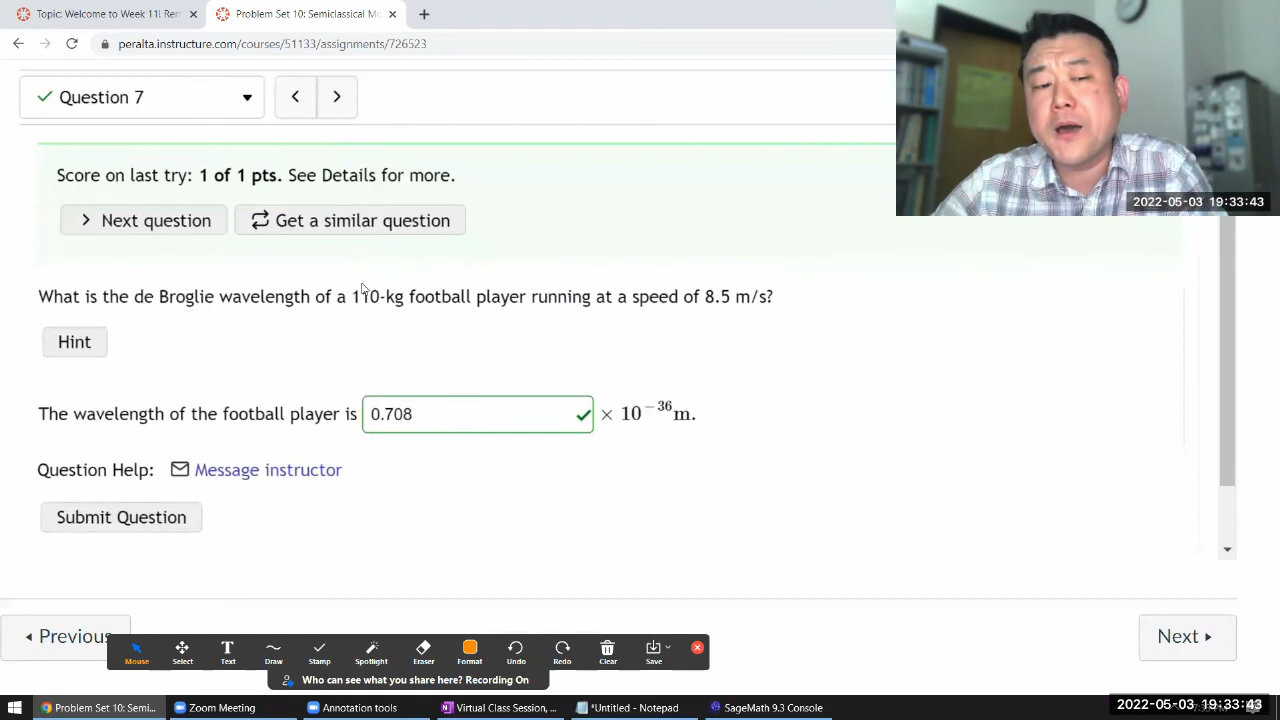 Topic: Welcome to Week 11! Rem
Problem Set 10: Semiclassical Mo
peralta.instructure.com/courses/51133/assignments/726523
2022-05-03 19:33:43
Question 7
Score on last try: 1 of 1 pts. See Details for more.
Next question
Get a similar question
What is the de Broglie wavelength of a 110-kg football player running at a speed of 8.5 m/s?
Hint
The wavelength of the football player is 0.708 × 10⁻³⁶m.
Question Help: Message instructor
Submit Question
Previous
Next
Mouse Select Text Draw Stamp Spotlight Eraser Format Undo Redo Clear Save
Who can see what you share here? Recording On
Problem Set 10: Semi... Zoom Meeting Annotation tools Virtual Class Session, ... *Untitled - Notepad SageMath 9.3 Console
2022-05-03 19:33:43